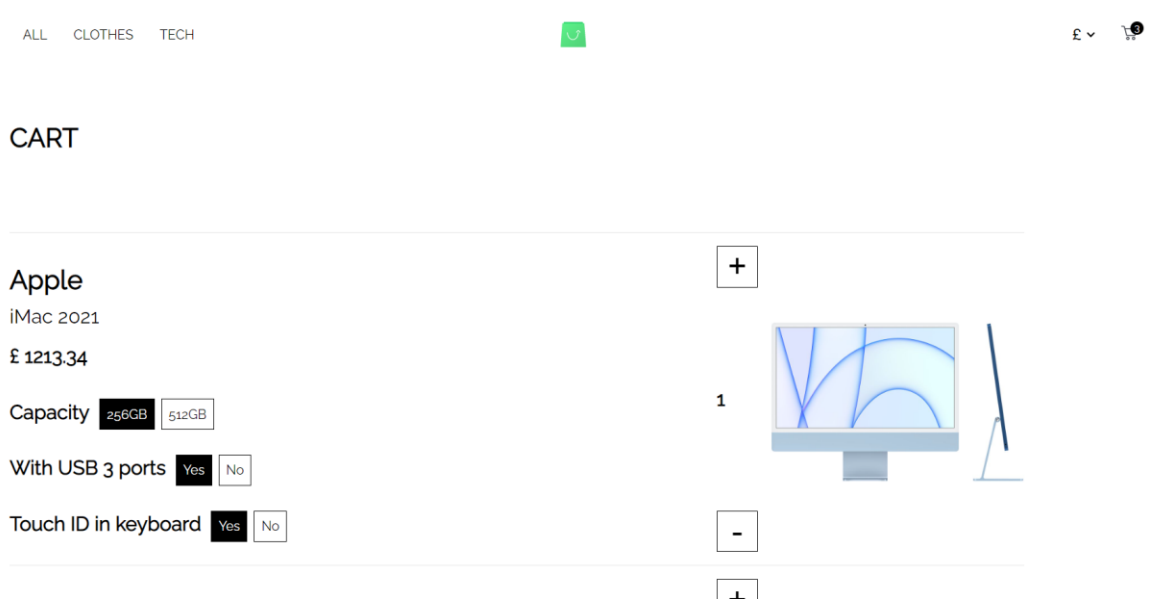 ALL CLOTHES TECH £ 3
CART
+
Apple
iMac 2021
£ 1213.34
Capacity 256GB 512GB
1
With USB 3 ports Yes No
Touch ID in keyboard Yes No
-
+